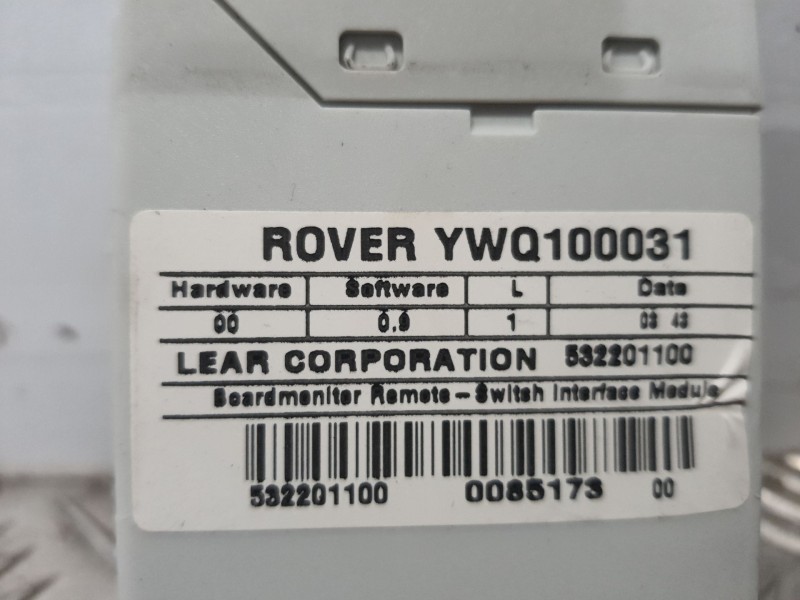 ROVER YWQ100031
Hardware Software L Date
00 0.9 1 03 43
LEAR CORPORATION 532201100
Boardmoniter Remote-Switch Interface Module
532201100 0085173 00